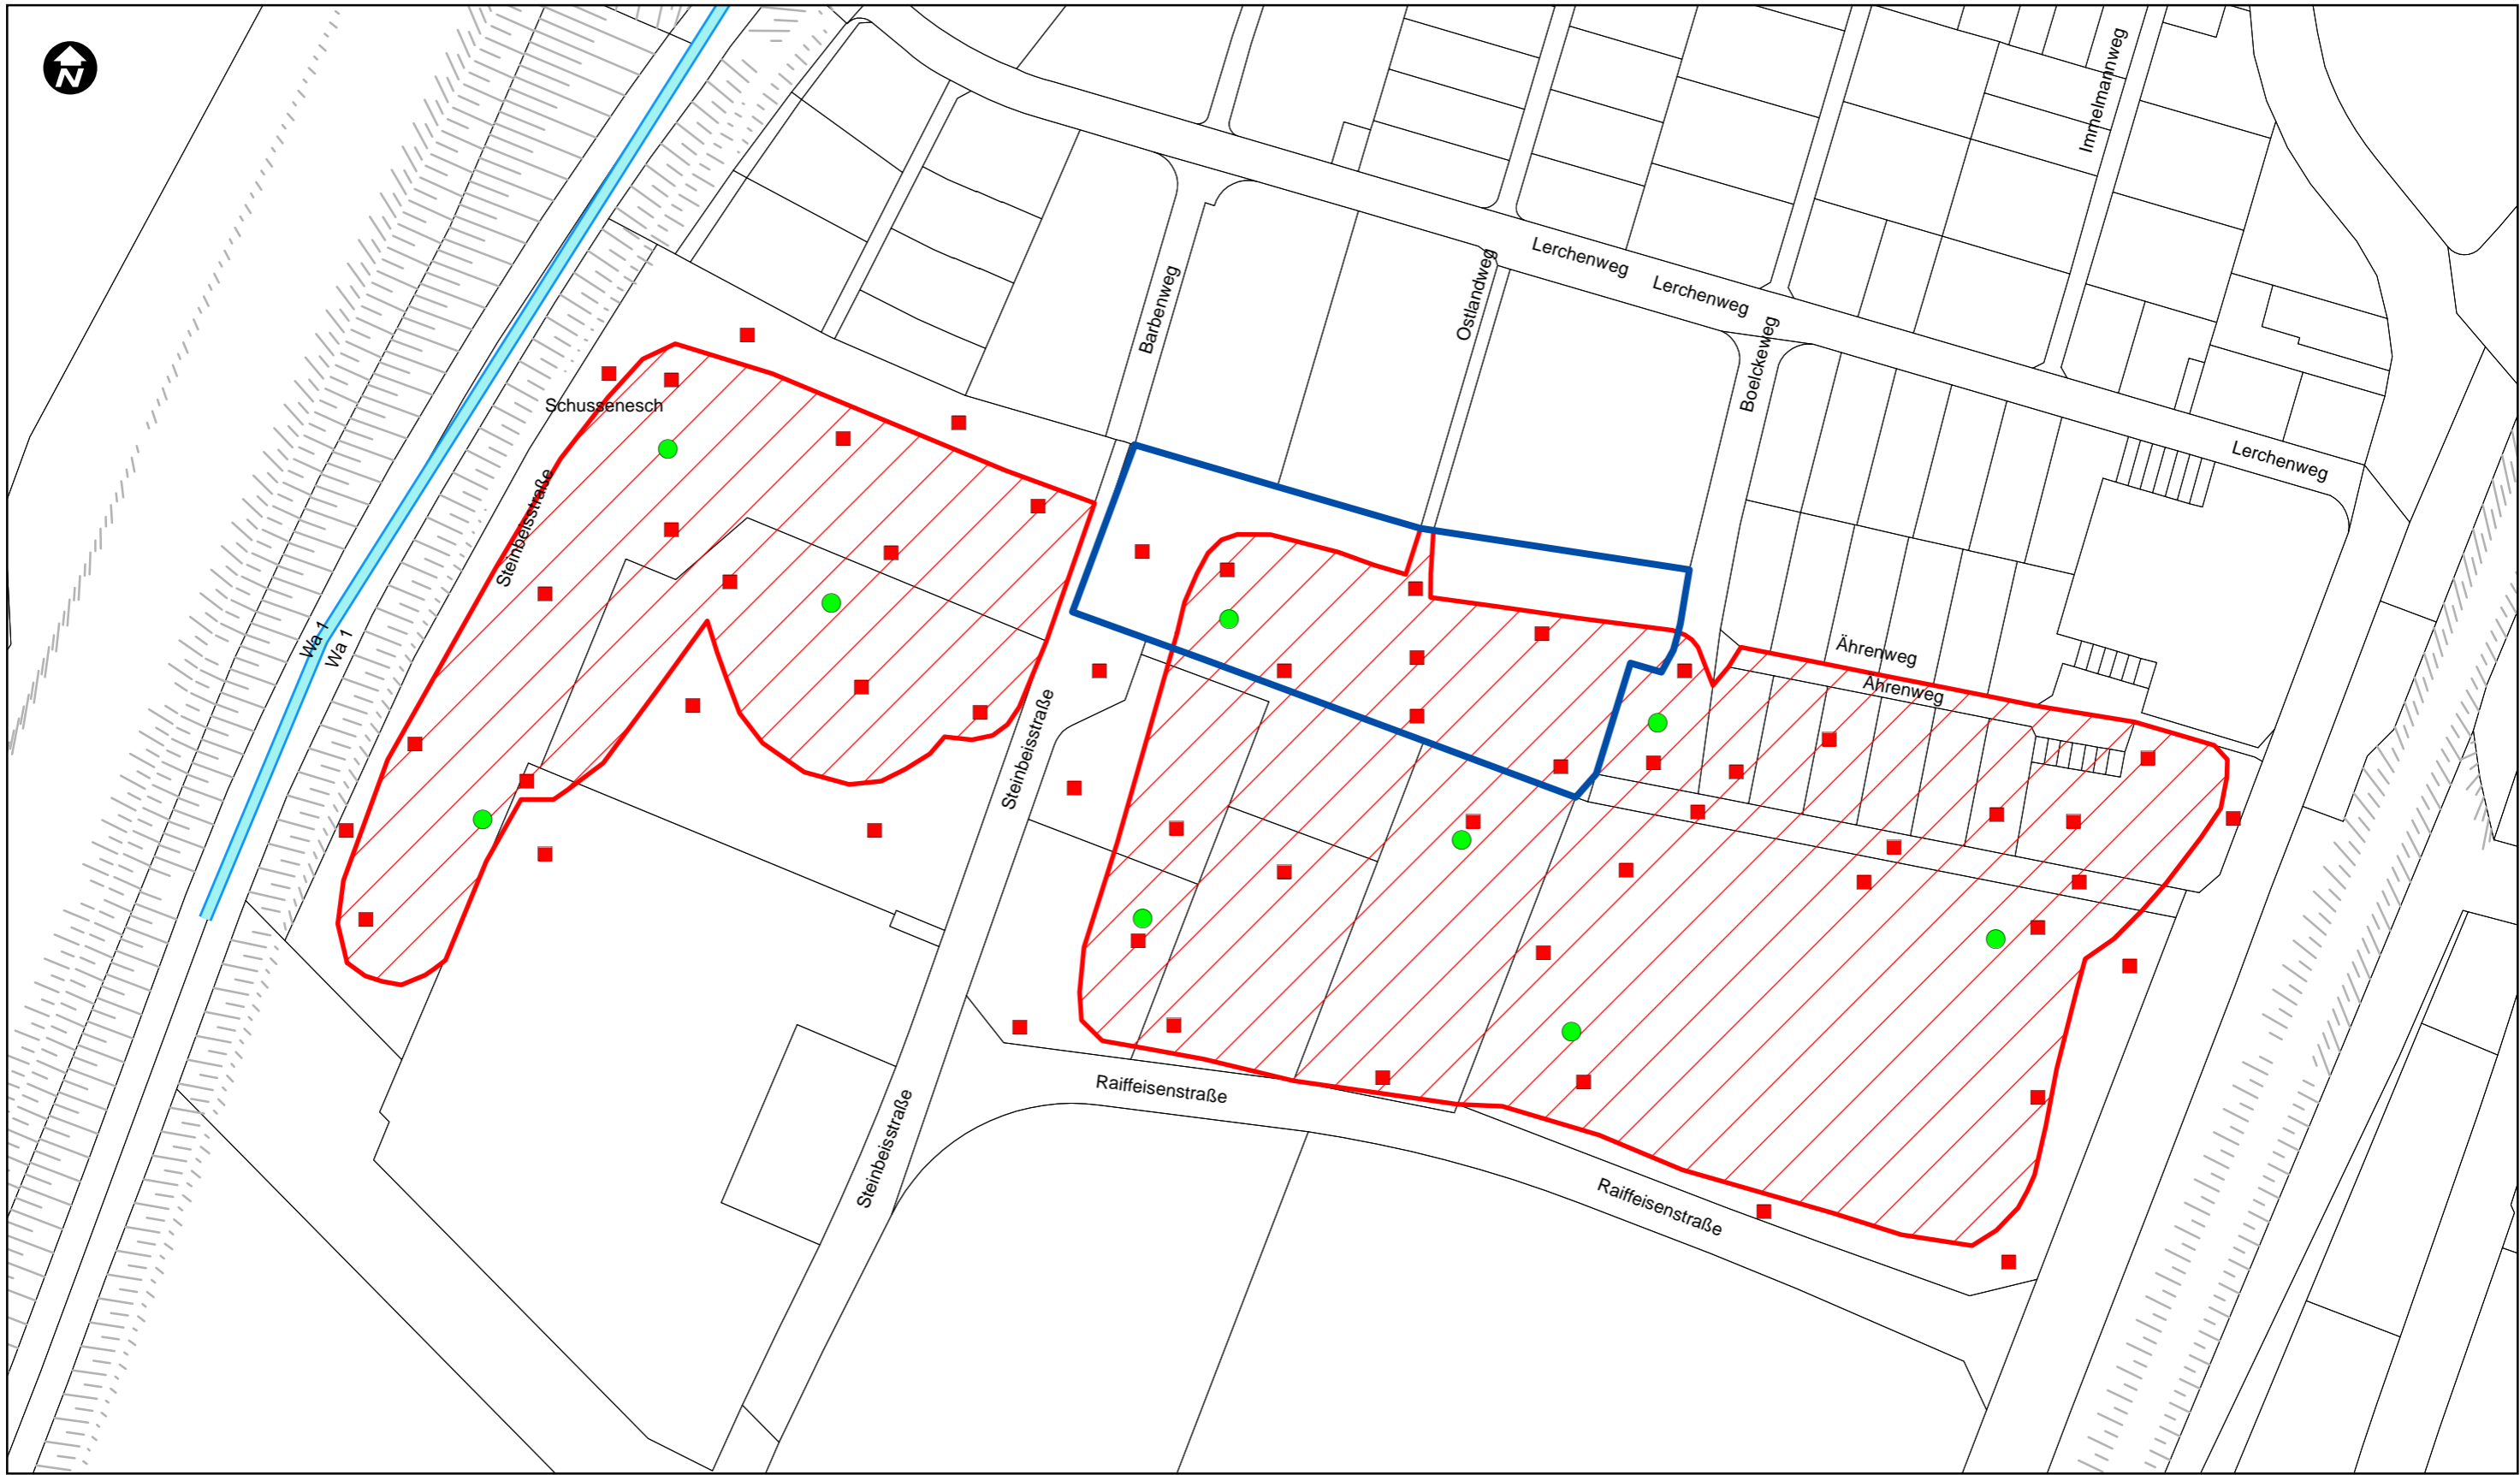 N
Immelmannweg
Lerchenweg
Lerchenweg
Barbenweg
Ostlandweg
Boelckeweg
Schussenesch
Lerchenweg
Steinbeisstraße
Wa 1
Wa 1
Ährenweg
Ährenweg
Steinbeisstraße
Raiffeisenstraße
Steinbeisstraße
Raiffeisenstraße